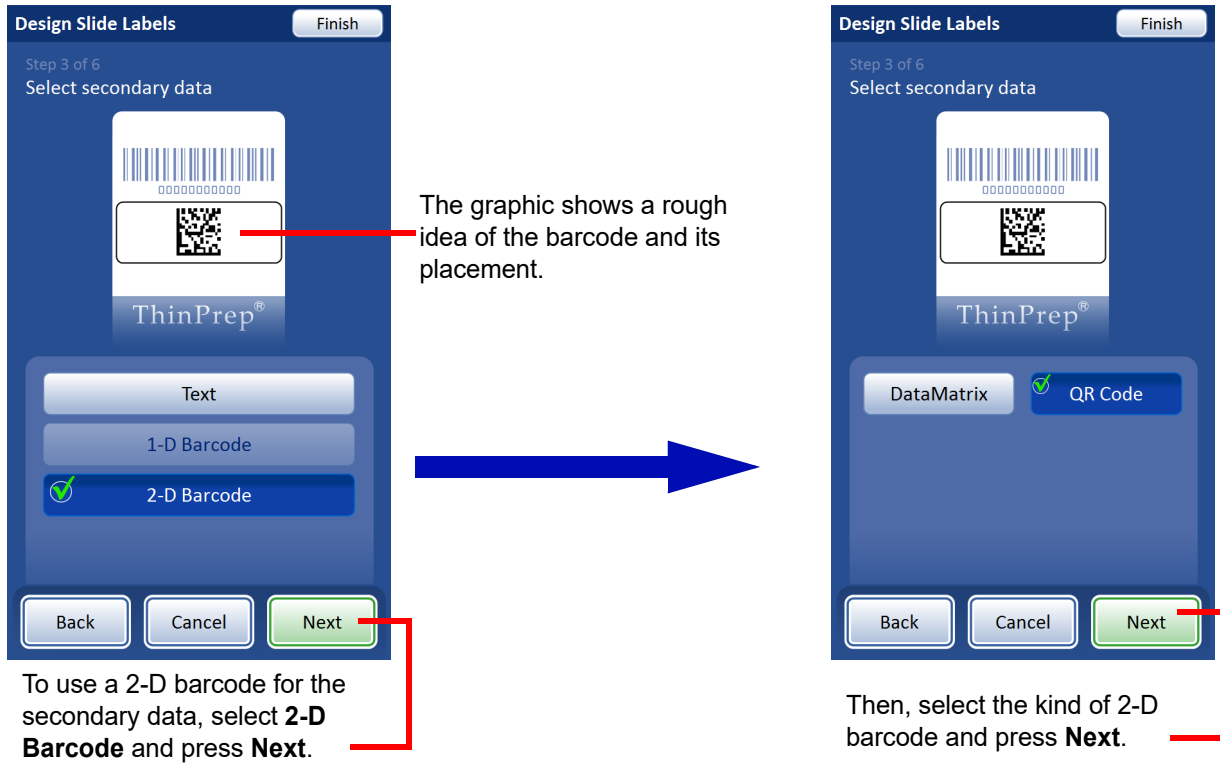 Design Slide Labels
Finish
Step 3 of 6
Select secondary data
ThinPrep®
Text
1-D Barcode
2-D Barcode
Back
Cancel
Next
The graphic shows a rough
idea of the barcode and its
placement.
To use a 2-D barcode for the
secondary data, select 2-D
Barcode and press Next.
Design Slide Labels
Finish
Step 3 of 6
Select secondary data
ThinPrep®
DataMatrix
QR Code
Back
Cancel
Next
Then, select the kind of 2-D
barcode and press Next.